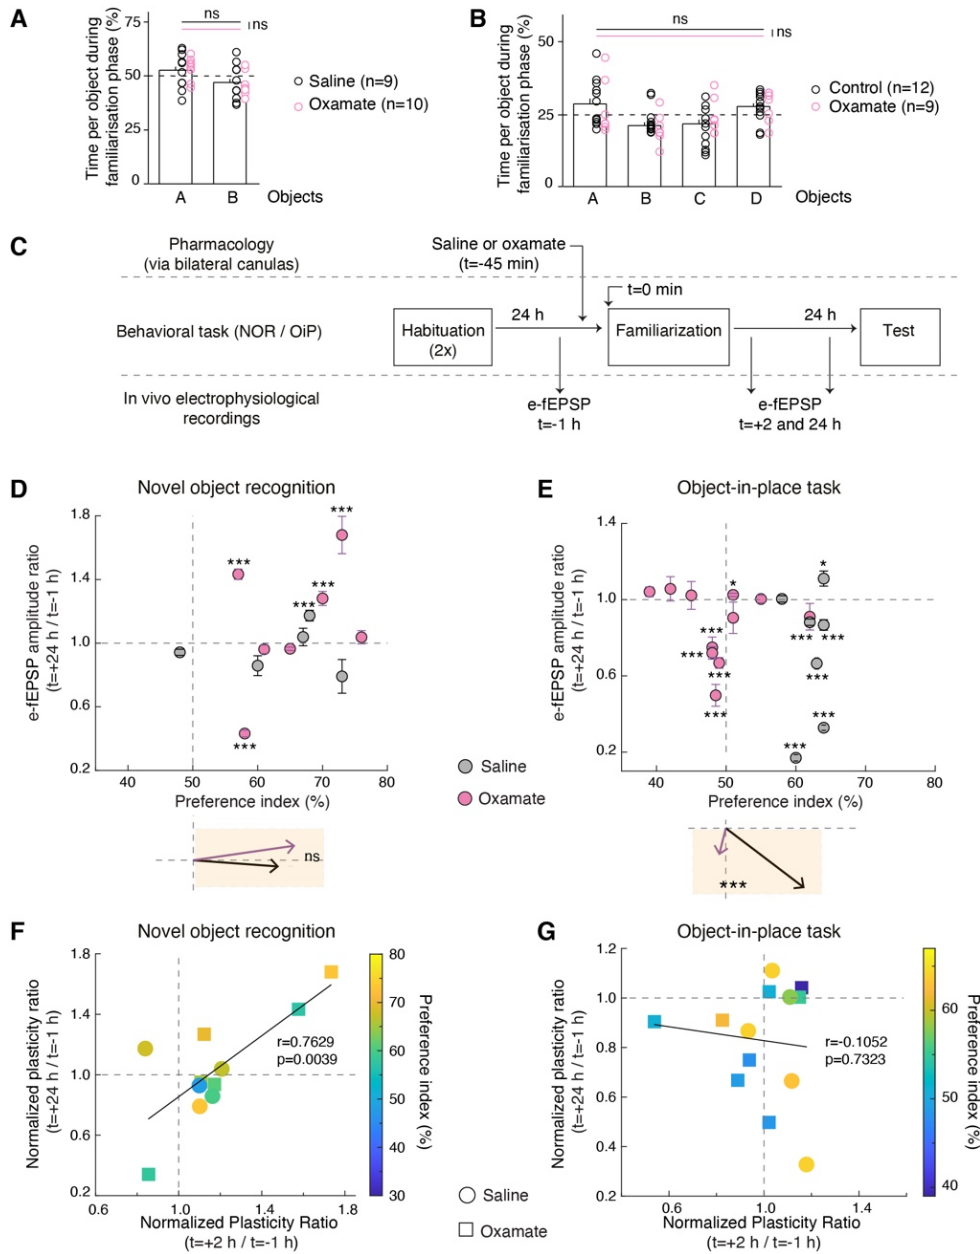 A
Time per object during
familiarisation phase (%)
75
50
25
0
ns
ns
A
B
Objects
Saline (n=9)
Oxamate (n=10)
B
Time per object during
familiarisation phase (%)
50
25
0
ns
ns
A
B
C
D
Objects
Control (n=12)
Oxamate (n=9)
C
Pharmacology
(via bilateral canulas)
Saline or oxamate
(t=-45 min)
t=0 min
Behavioral task (NOR / OiP)
Habituation
(2x)
24 h
Familiarization
24 h
Test
In vivo electrophysiological
recordings
e-fEPSP
t=-1 h
e-fEPSP
t=+2 and 24 h
D
Novel object recognition
e-fEPSP amplitude ratio
(t=+24 h / t=-1 h)
1.8
1.4
1.0
0.6
0.2
***
***
***
***
***
40
50
60
70
80
Preference index (%)
ns
Saline
Oxamate
E
Object-in-place task
e-fEPSP amplitude ratio
(t=+24 h / t=-1 h)
1.4
1.0
0.6
0.2
*
*
***
***
***
***
***
***
***
***
***
40
50
60
70
80
Preference index (%)
***
F
Novel object recognition
Normalized plasticity ratio
(t=+24 h / t=-1 h)
1.8
1.4
1.0
0.6
0.2
r=0.7629
p=0.0039
0.6
1.0
1.4
1.8
Normalized Plasticity Ratio
(t=+2 h / t=-1 h)
80
70
60
50
40
30
Preference index (%)
Saline
Oxamate
G
Object-in-place task
Normalized plasticity ratio
(t=+24 h / t=-1 h)
1.2
1.0
0.8
0.6
0.4
0.2
r=-0.1052
p=0.7323
0.6
1.0
1.4
Normalized Plasticity Ratio
(t=+2 h / t=-1 h)
60
50
40
Preference index (%)